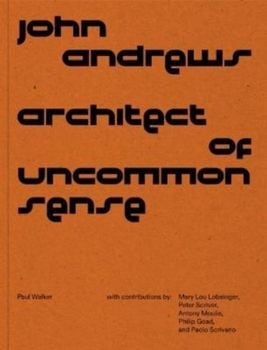 john
andrews
architect
of
uncommon
sense
Paul Walker
with contributions by:
Mary Lou Lobsinger,
Peter Scriver,
Antony Moulis,
Philip Goad,
and Paolo Scrivano